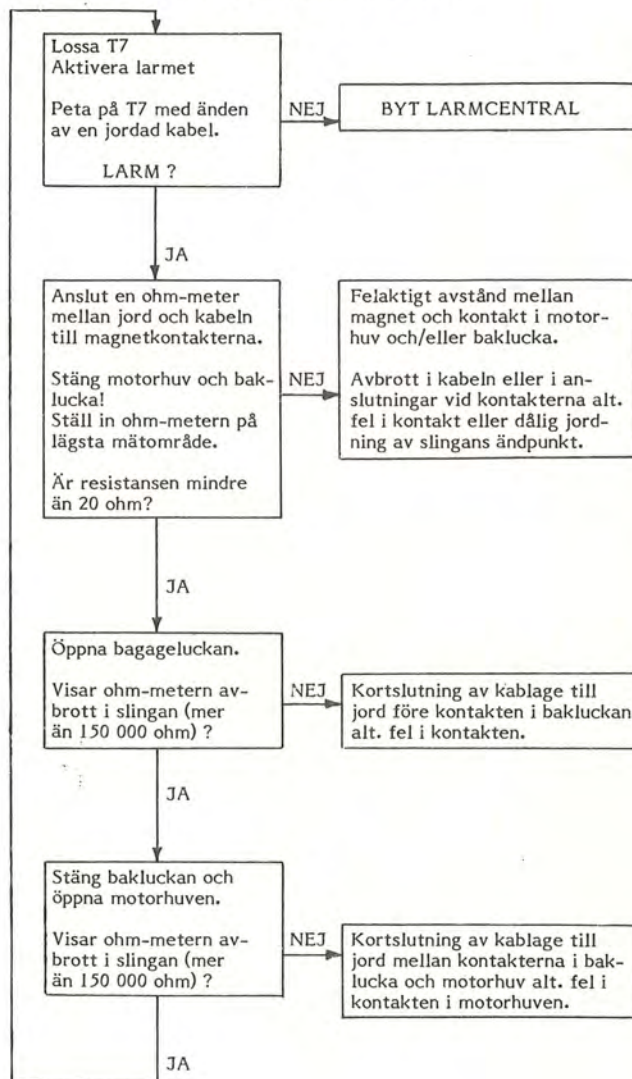 Lossa T7
Aktivera larmet
Peta på T7 med änden
av en jordad kabel.
LARM ?
NEJ
BYT LARMCENTRAL
JA
Anslut en ohm-meter
mellan jord och kabeln
till magnetkontakterna.
Stäng motorhuv och bak-
lucka!
Ställ in ohm-metern på
lägsta mätområde.
Är resistansen mindre
än 20 ohm?
NEJ
Felaktigt avstånd mellan
magnet och kontakt i motor-
huv och/eller baklucka.
Avbrott i kabeln eller i an-
slutningar vid kontakterna alt.
fel i kontakt eller dålig jord-
ning av slingans ändpunkt.
JA
Öppna bagageluckan.
Visar ohm-metern av-
brott i slingan (mer
än 150 000 ohm) ?
NEJ
Kortslutning av kablage till
jord före kontakten i bakluckan
alt. fel i kontakten.
JA
Stäng bakluckan och
öppna motorhuven.
Visar ohm-metern av-
brott i slingan (mer
än 150 000 ohm) ?
NEJ
Kortslutning av kablage till
jord mellan kontakterna i bak-
lucka och motorhuv alt. fel i
kontakten i motorhuven.
JA